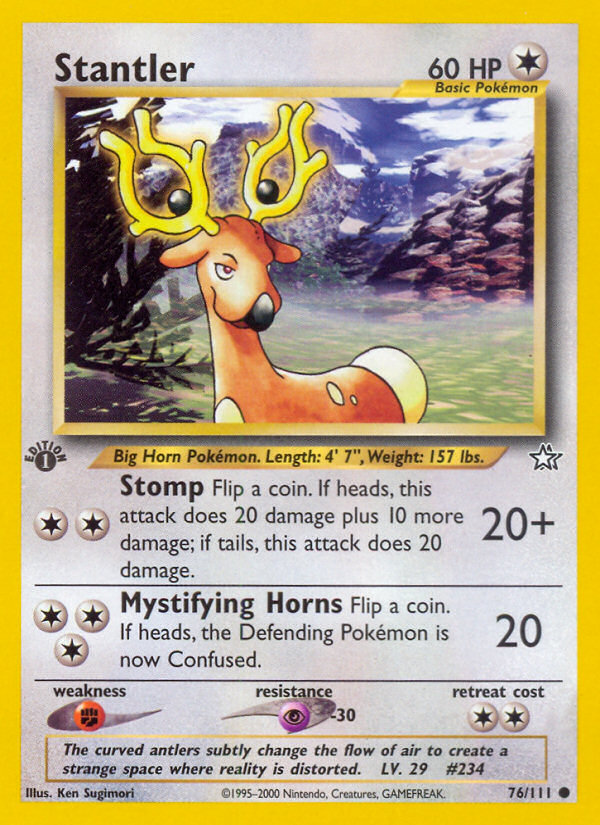 Stantler
60 HP
Basic Pokémon
EDITION
1
Big Horn Pokémon. Length: 4' 7", Weight: 157 lbs.
Stomp Flip a coin. If heads, this
attack does 20 damage plus 10 more
damage; if tails, this attack does 20
damage.
20+
Mystifying Horns Flip a coin.
If heads, the Defending Pokémon is
now Confused.
20
weakness
resistance
retreat cost
-30
The curved antlers subtly change the flow of air to create a
strange space where reality is distorted. LV. 29 #234
Illus. Ken Sugimori
©1995–2000 Nintendo, Creatures, GAMEFREAK.
76/111